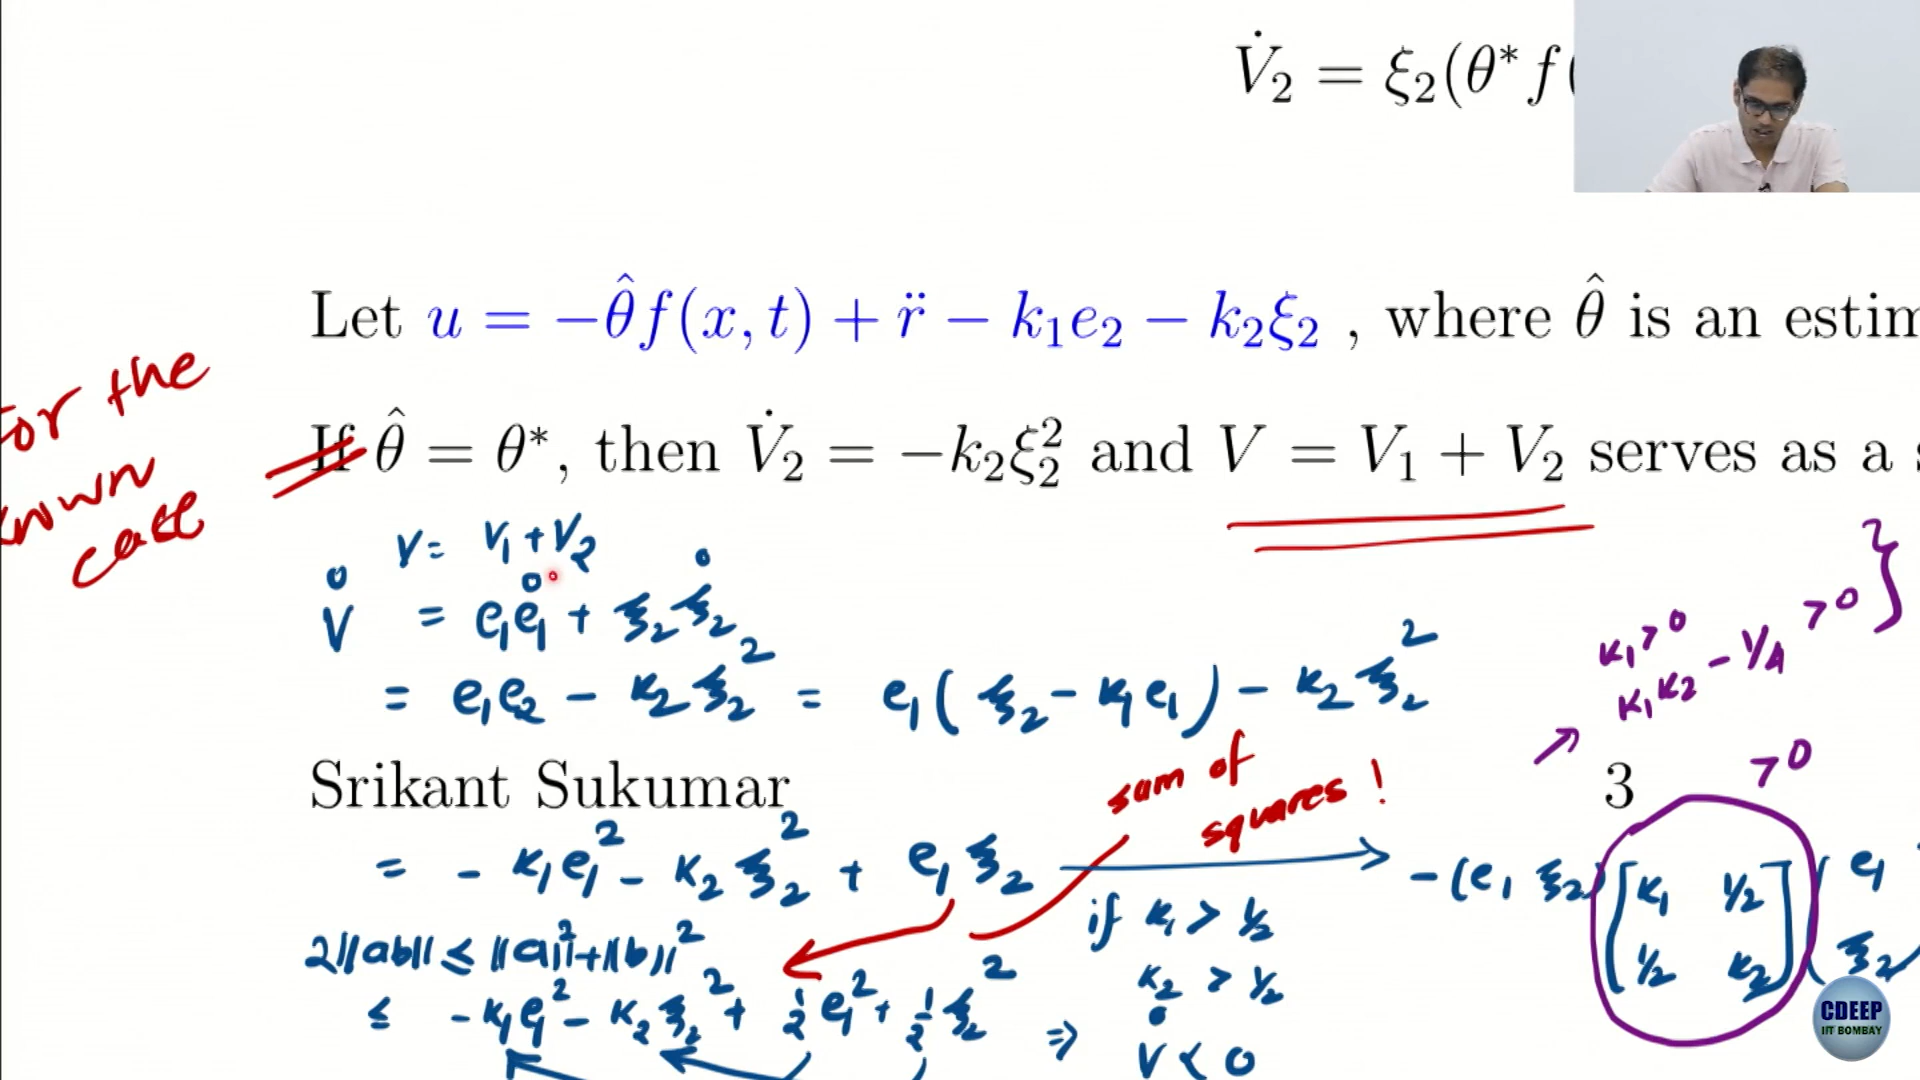 V̇₂ = ξ₂(θ* f(
Let u = −θ̂f(x, t) + r̈ − k₁e₂ − k₂ξ₂ , where θ̂ is an estim
For the known case
If θ̂ = θ*, then V̇₂ = −k₂ξ₂² and V = V₁ + V₂ serves as a s
V = V₁ + V₂
V̇ = e₁ė₁ + ξ₂ξ̇₂
= e₁e₂ − k₂ξ₂² = e₁(ξ₂ − k₁e₁) − k₂ξ₂²
k₁ > 0
k₁k₂ − 1/4 > 0 }
Srikant Sukumar
3
sum of squares !
> 0
= −k₁e₁² − k₂ξ₂² + e₁ξ₂ → −(e₁ ξ₂) [k₁ 1/2
1/2 k₂] (e₁
ξ₂
2||ab|| ≤ ||a||² + ||b||²
≤ −k₁e₁² − k₂ξ₂² + 1/2 e₁² + 1/2 ξ₂²
if k₁ > 1/2
k₂ > 1/2
⇒ V̇ < 0
CDEEP
IIT BOMBAY